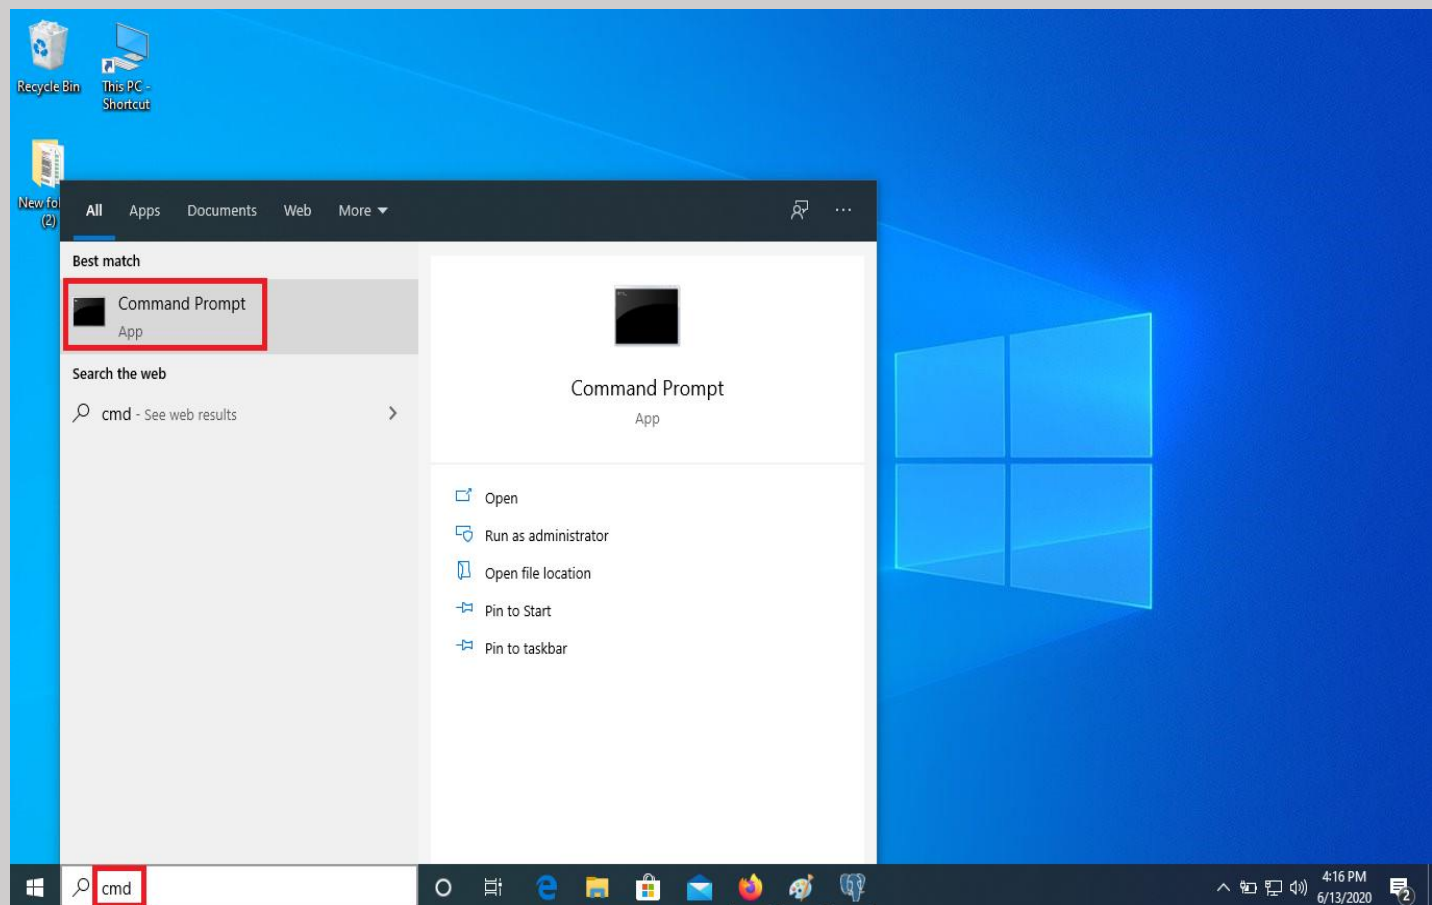 Recycle Bin
This PC -
Shortcut
New fol
(2)
All Apps Documents Web More
Best match
Command Prompt
App
Search the web
cmd - See web results
Command Prompt
App
Open
Run as administrator
Open file location
Pin to Start
Pin to taskbar
cmd
4:16 PM
6/13/2020
2